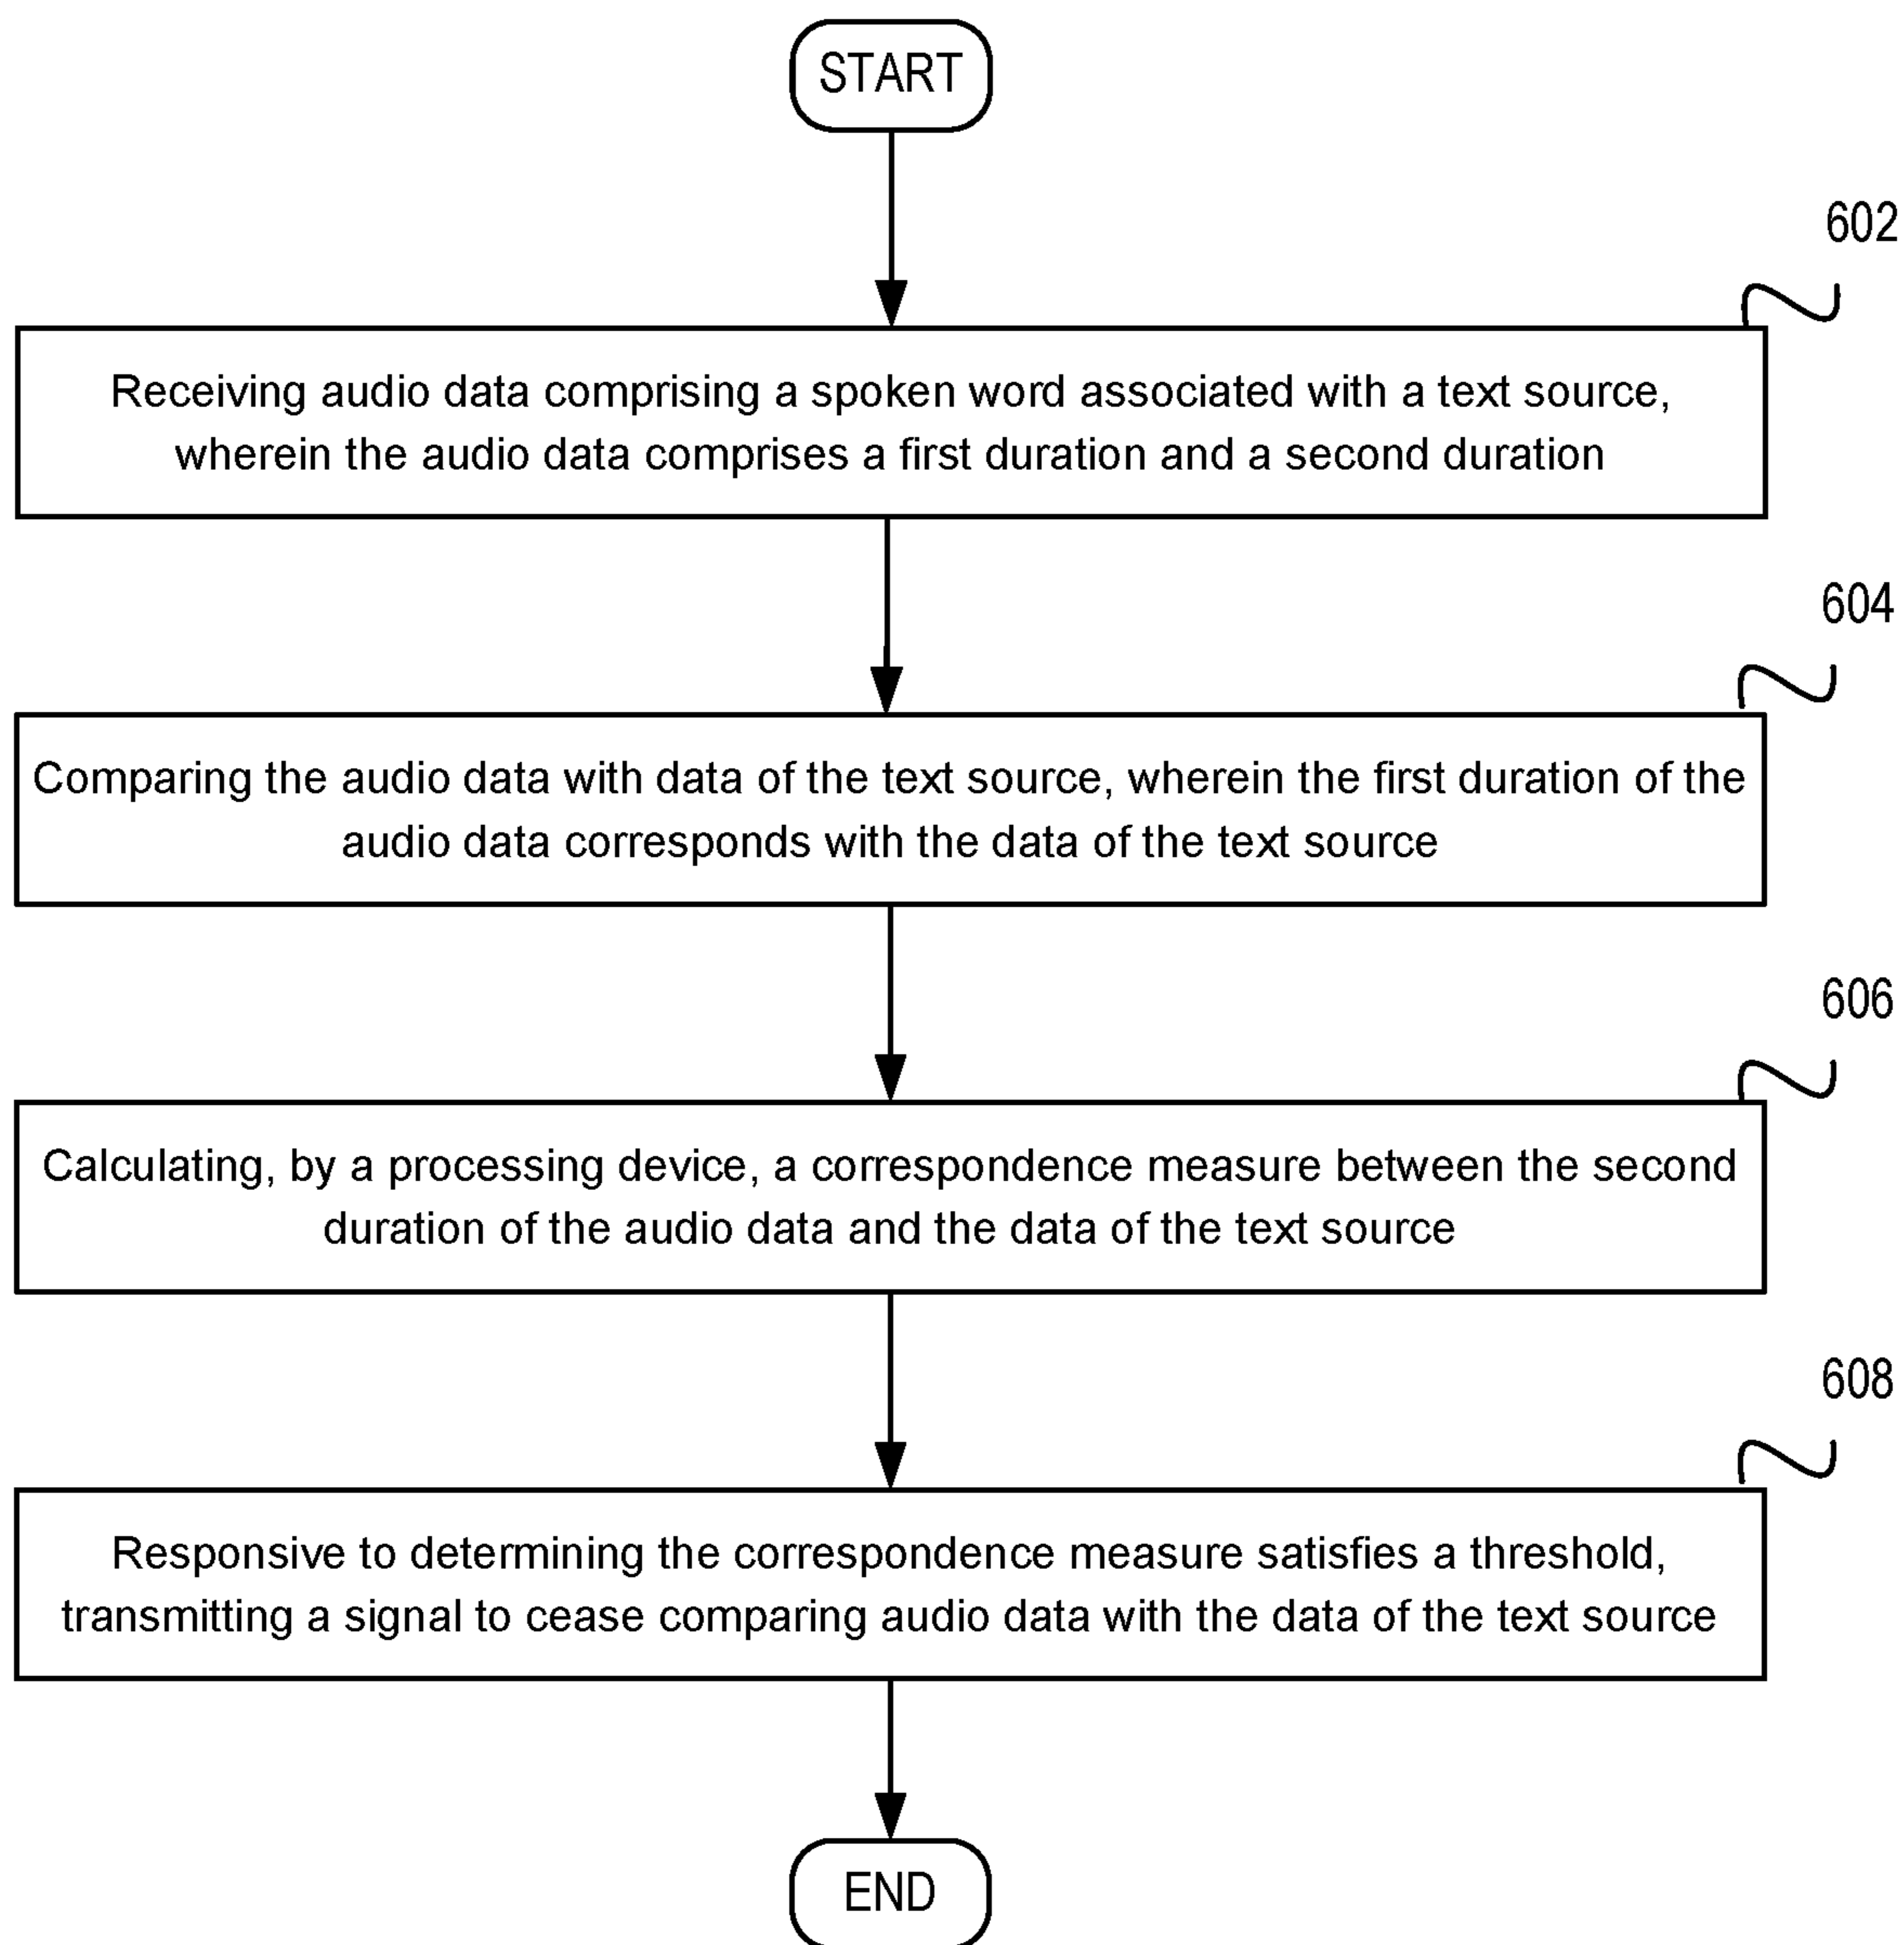 START
602
Receiving audio data comprising a spoken word associated with a text source,
wherein the audio data comprises a first duration and a second duration
604
Comparing the audio data with data of the text source, wherein the first duration of the
audio data corresponds with the data of the text source
606
Calculating, by a processing device, a correspondence measure between the second
duration of the audio data and the data of the text source
608
Responsive to determining the correspondence measure satisfies a threshold,
transmitting a signal to cease comparing audio data with the data of the text source
END